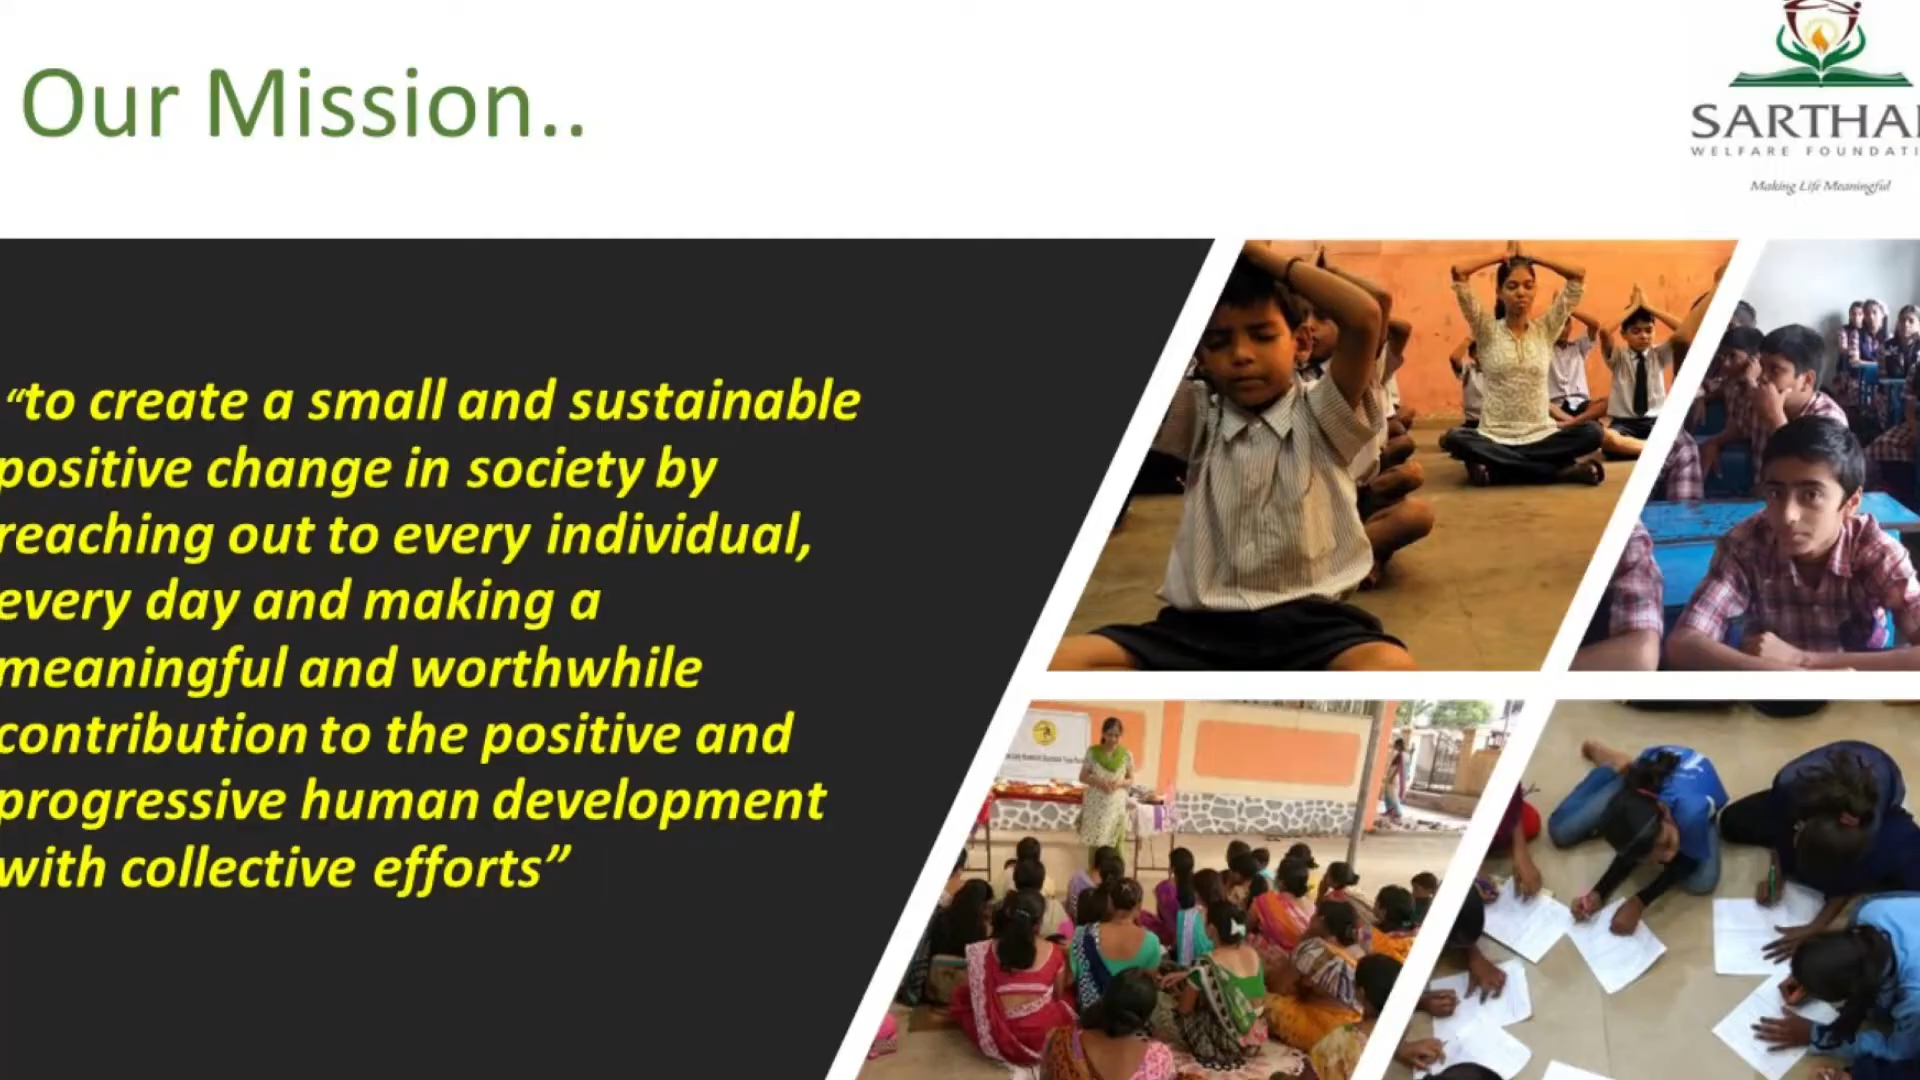 Our Mission..
SARTHA
WELFARE FOUNDATI
Making Life Meaningful
“to create a small and sustainable
positive change in society by
reaching out to every individual,
every day and making a
meaningful and worthwhile
contribution to the positive and
progressive human development
with collective efforts”